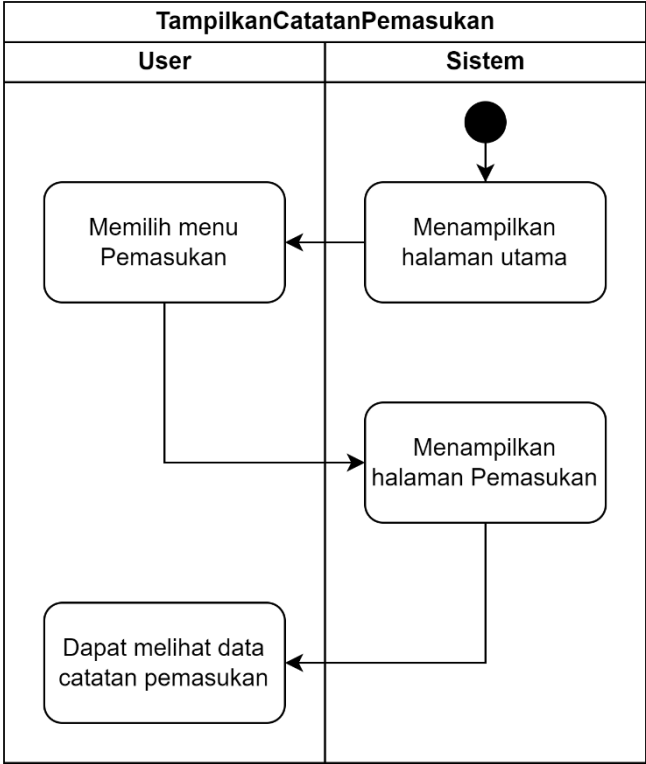 TampilkanCatatanPemasukan
User
Sistem
Memilih menu
Pemasukan
Menampilkan
halaman utama
Menampilkan
halaman Pemasukan
Dapat melihat data
catatan pemasukan